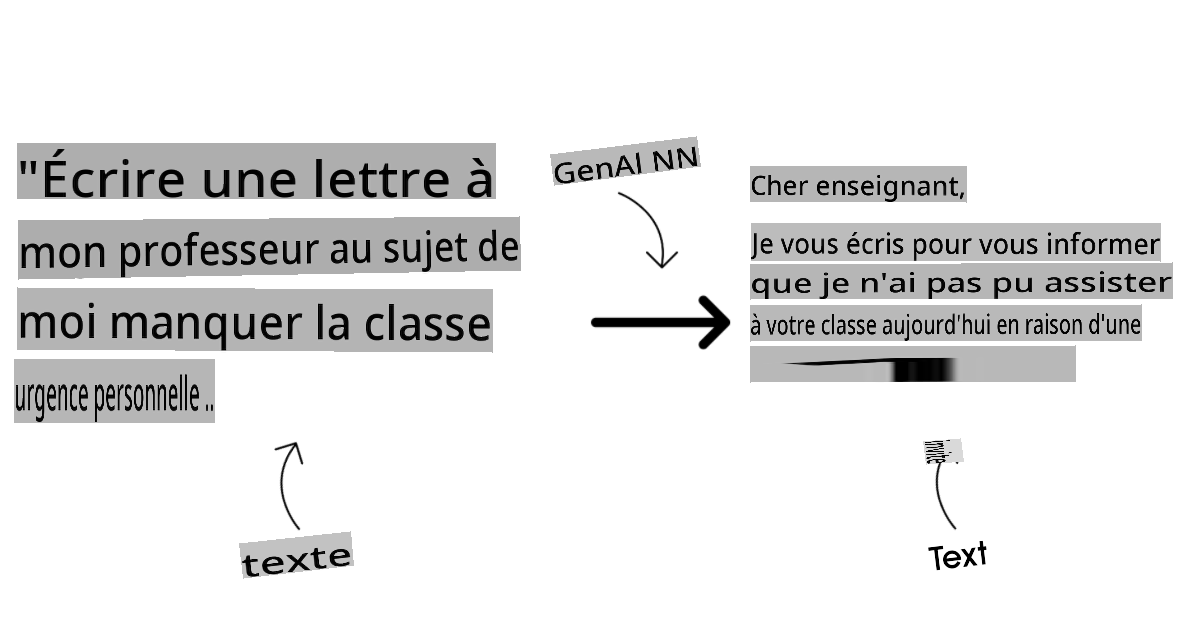 "Écrire une lettre à
mon professeur au sujet de
moi manquer la classe
urgence personnelle ..
texte
GenAI NN
Cher enseignant,
Je vous écris pour vous informer
que je n'ai pas pu assister
à votre classe aujourd'hui en raison d'une
Text